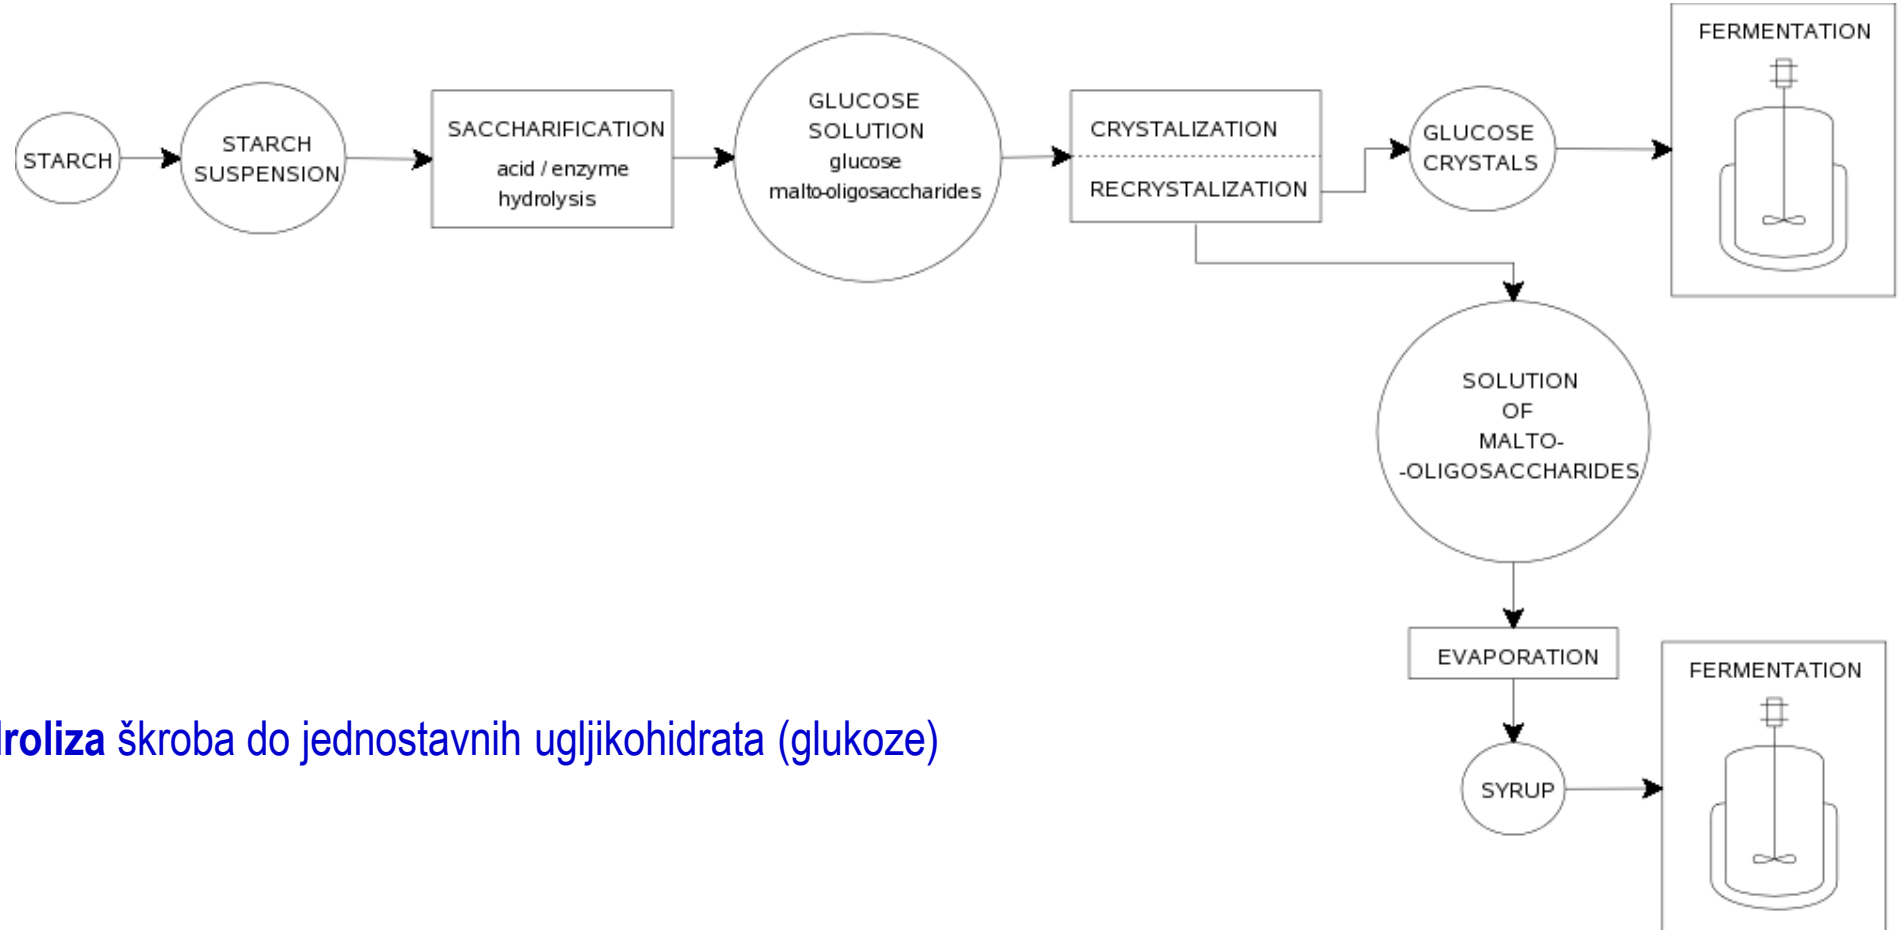 STARCH
STARCH
SUSPENSION
SACCHARIFICATION
acid / enzyme
hydrolysis
GLUCOSE
SOLUTION
glucose
malto-oligosaccharides
CRYSTALIZATION
RECRYSTALIZATION
GLUCOSE
CRYSTALS
FERMENTATION
SOLUTION
OF
MALTO-
-OLIGOSACCHARIDES
EVAPORATION
SYRUP
FERMENTATION
škroba do jednostavnih ugljikohidrata (glukoze)